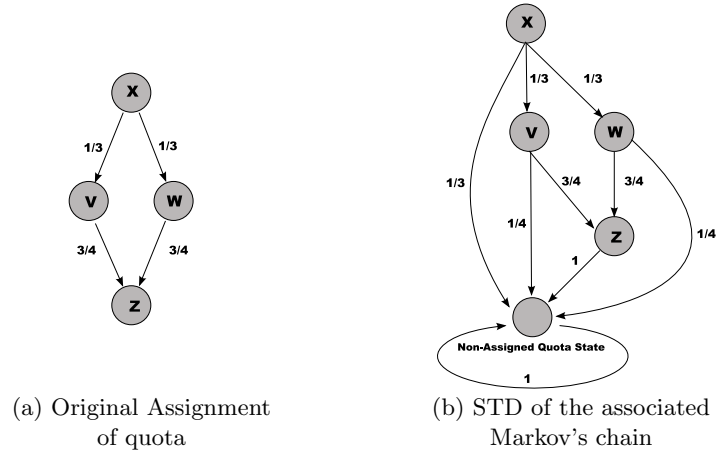 X
1/3
1/3
V
W
3/4
3/4
Z
(a) Original Assignment
of quota
X
1/3
1/3
V
W
1/3
3/4
3/4
1/4
Z
1/4
1
Non-Assigned Quota State
1
(b) STD of the associated
Markov's chain